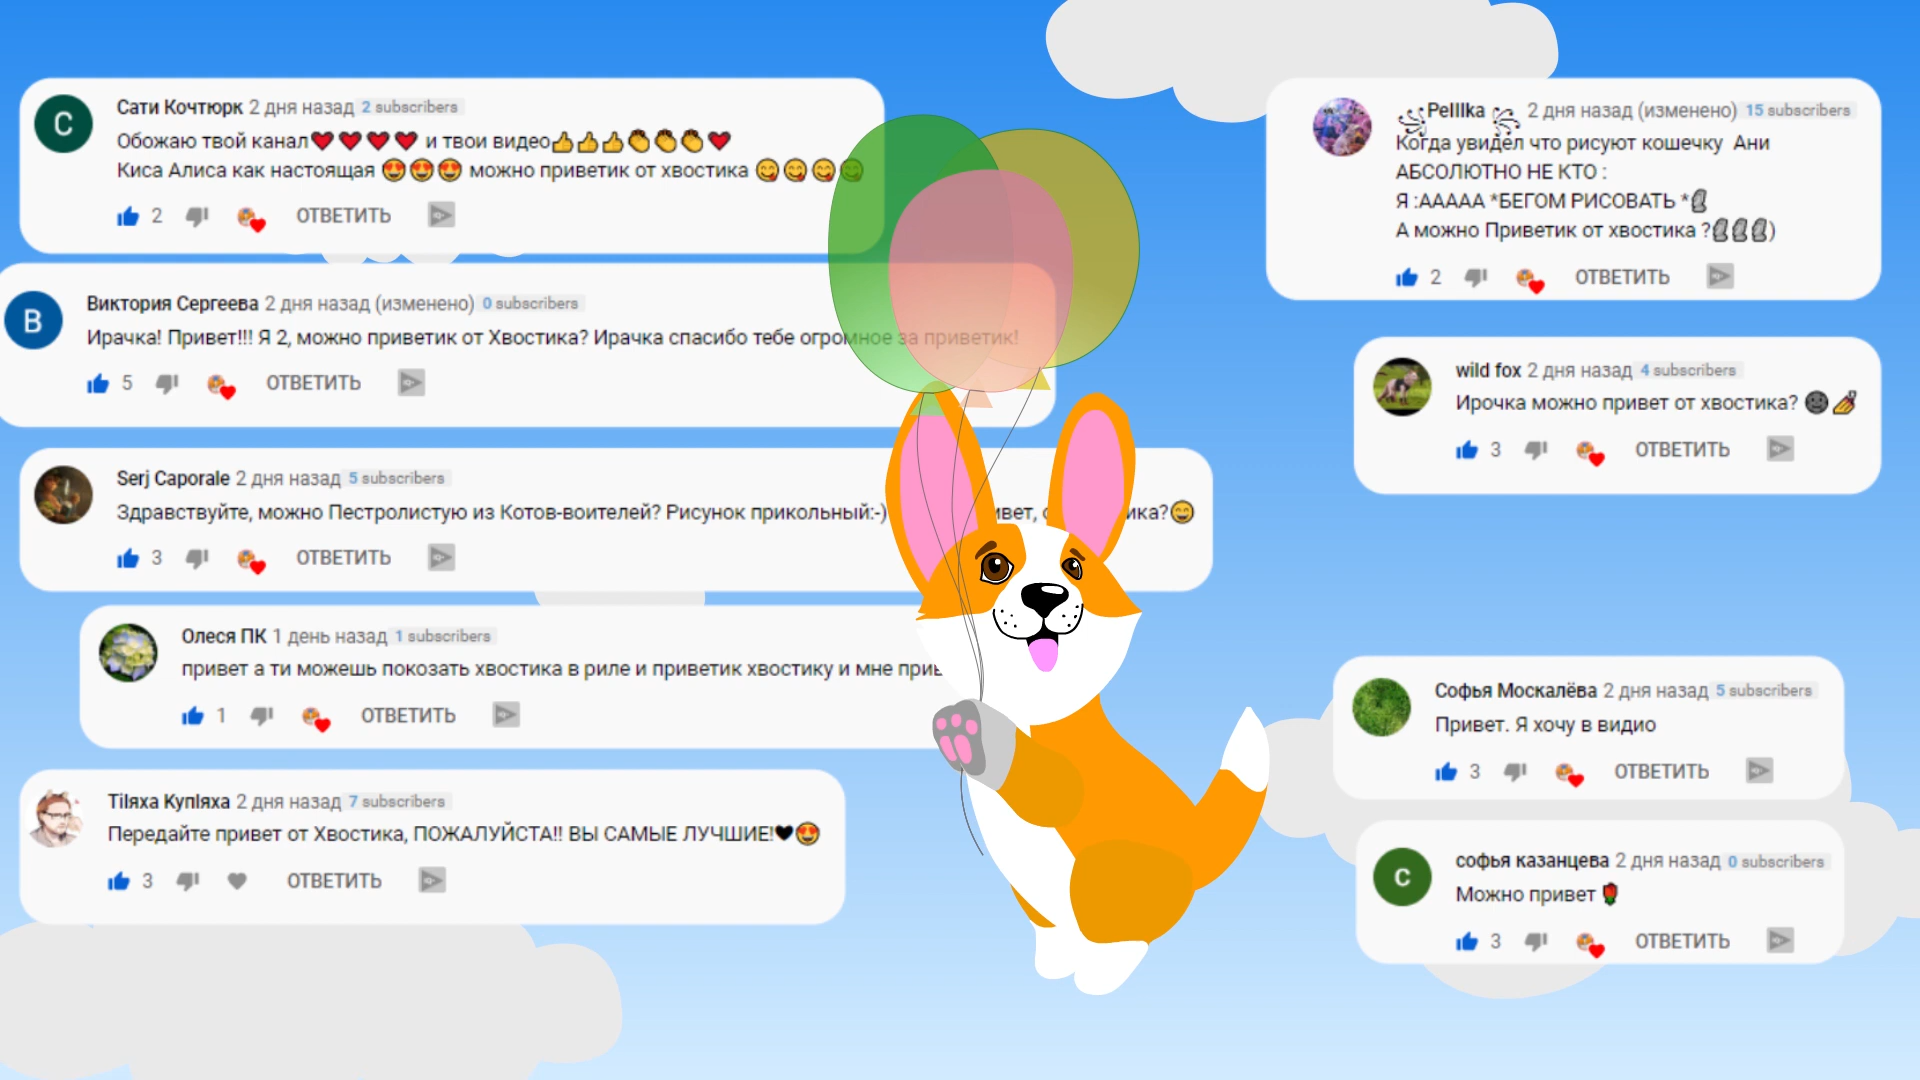 С
Сати Кочтюрк 2 дня назад 2 subscribers
Обожаю твой канал❤️❤️❤️❤️ и твои видео👍👍👍👏👏👏❤️
Киса Алиса как настоящая 😍😍😍 можно приветик от хвостика 😋😋😋😋
2 ОТВЕТИТЬ
В
Виктория Сергеева 2 дня назад (изменено) 0 subscribers
Ирачка! Привет!!! Я 2, можно приветик от Хвостика? Ирачка спасибо тебе огромное за приветик!
5 ОТВЕТИТЬ
Serj Caporale 2 дня назад 5 subscribers
Здравствуйте, можно Пестролистую из Котов-воителей? Рисунок прикольный:-)
3 ОТВЕТИТЬ
Олеся ПК 1 день назад 1 subscribers
привет а ти можешь покозать хвостика в риле и приветик хвостику и мне
1 ОТВЕТИТЬ
Tilяxa Kynlяxa 2 дня назад 7 subscribers
Передайте привет от Хвостика, ПОЖАЛУЙСТА!! ВЫ САМЫЕ ЛУЧШИЕ!🖤😍
3 ОТВЕТИТЬ
꧁Pelllka꧂ 2 дня назад (изменено) 15 subscribers
Когда увидел что рисуют кошечку Ани
АБСОЛЮТНО НЕ КТО :
Я :ААААА *БЕГОМ РИСОВАТЬ *🗿
А можно Приветик от хвостика ?🗿🗿🗿)
2 ОТВЕТИТЬ
wild fox 2 дня назад 4 subscribers
Ирочка можно привет от хвостика? 🌚💅
3 ОТВЕТИТЬ
Софья Москалёва 2 дня назад 5 subscribers
Привет. Я хочу в видио
3 ОТВЕТИТЬ
С
софья казанцева 2 дня назад 0 subscribers
Можно привет🌹
3 ОТВЕТИТЬ